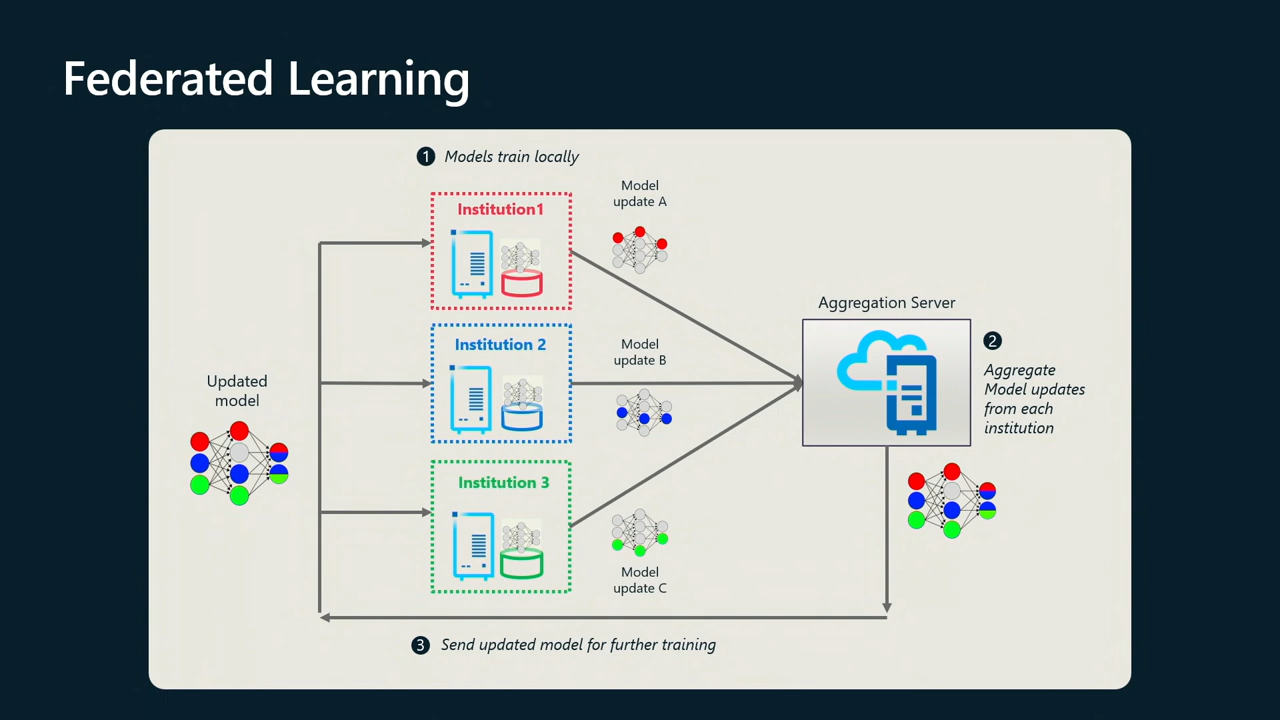 Federated Learning
1 Models train locally
Institution1
Model
update A
Institution 2
Model
update B
Institution 3
Model
update C
Aggregation Server
2
Aggregate
Model updates
from each
institution
Updated
model
3 Send updated model for further training